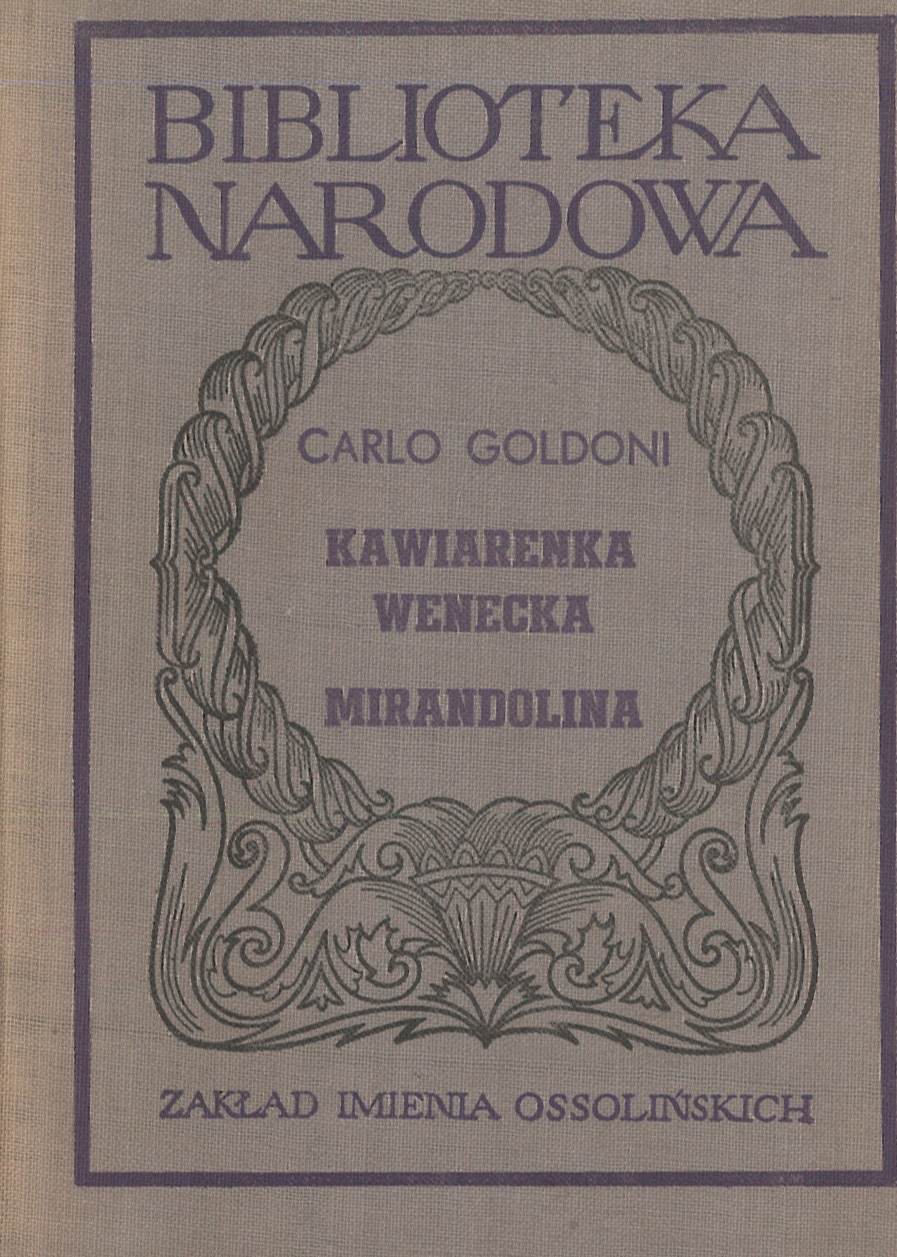 BIBLIOTEKA
NARODOWA
CARLO GOLDONI
KAWIARENKA
WENECKA
MIRANDOLINA
ZAKŁAD IMIENIA OSSOLIŃSKICH